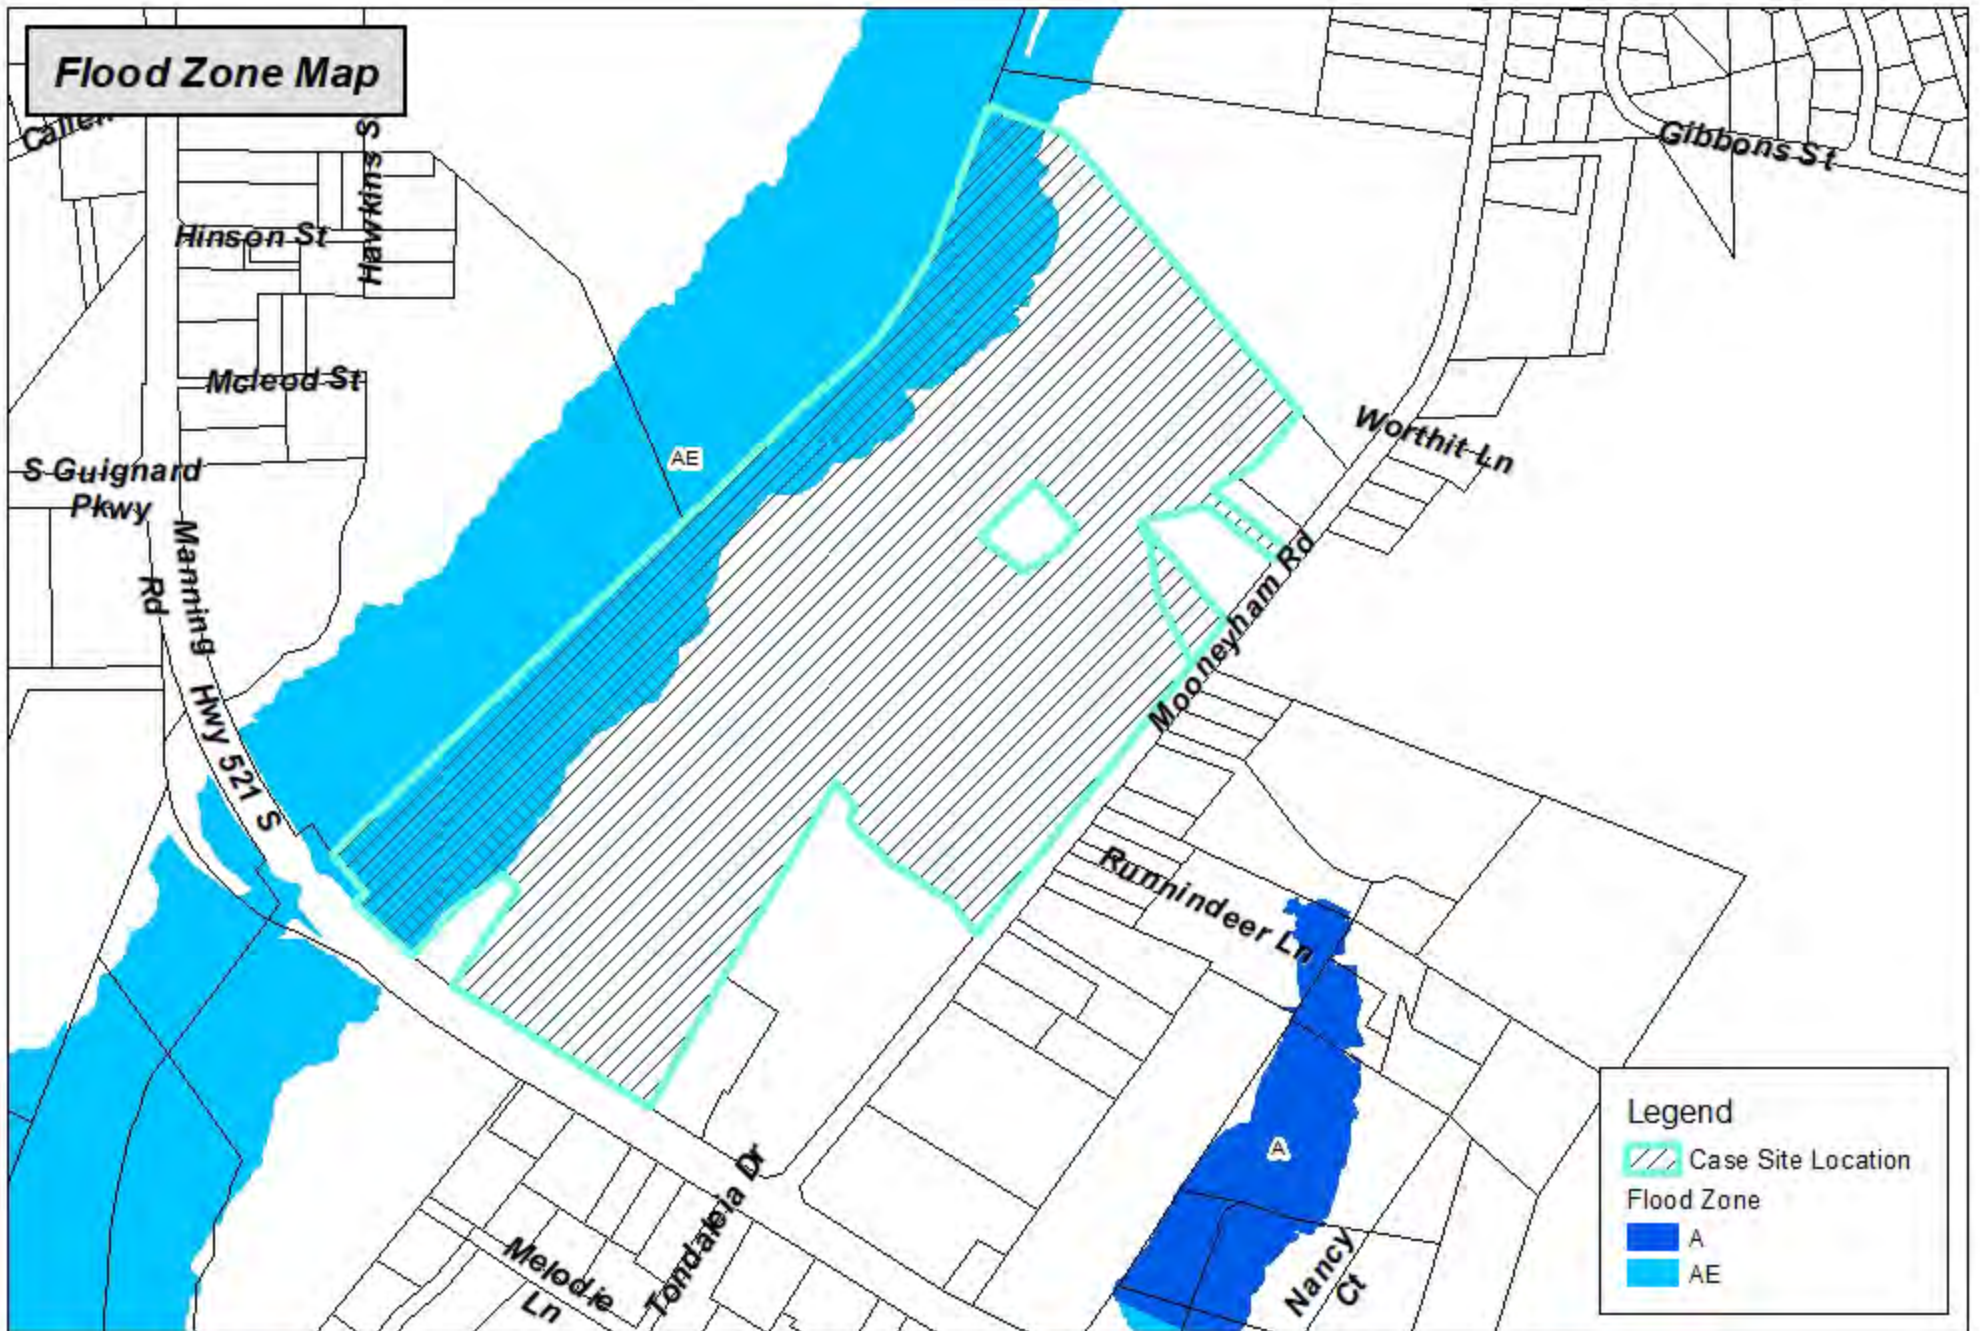 Flood Zone Map
Callen
Hawkins S
Gibbons St
Hinson St
Mcleod St
Worthit Ln
AE
S Guignard
Pkwy
Manning
Rd
Mooneyham Rd
Hwy 521 S
Runnindeer Ln
A
Tondaleia Dr
Melodie
Ln
Nancy
Ct
Legend
Case Site Location
Flood Zone
A
AE